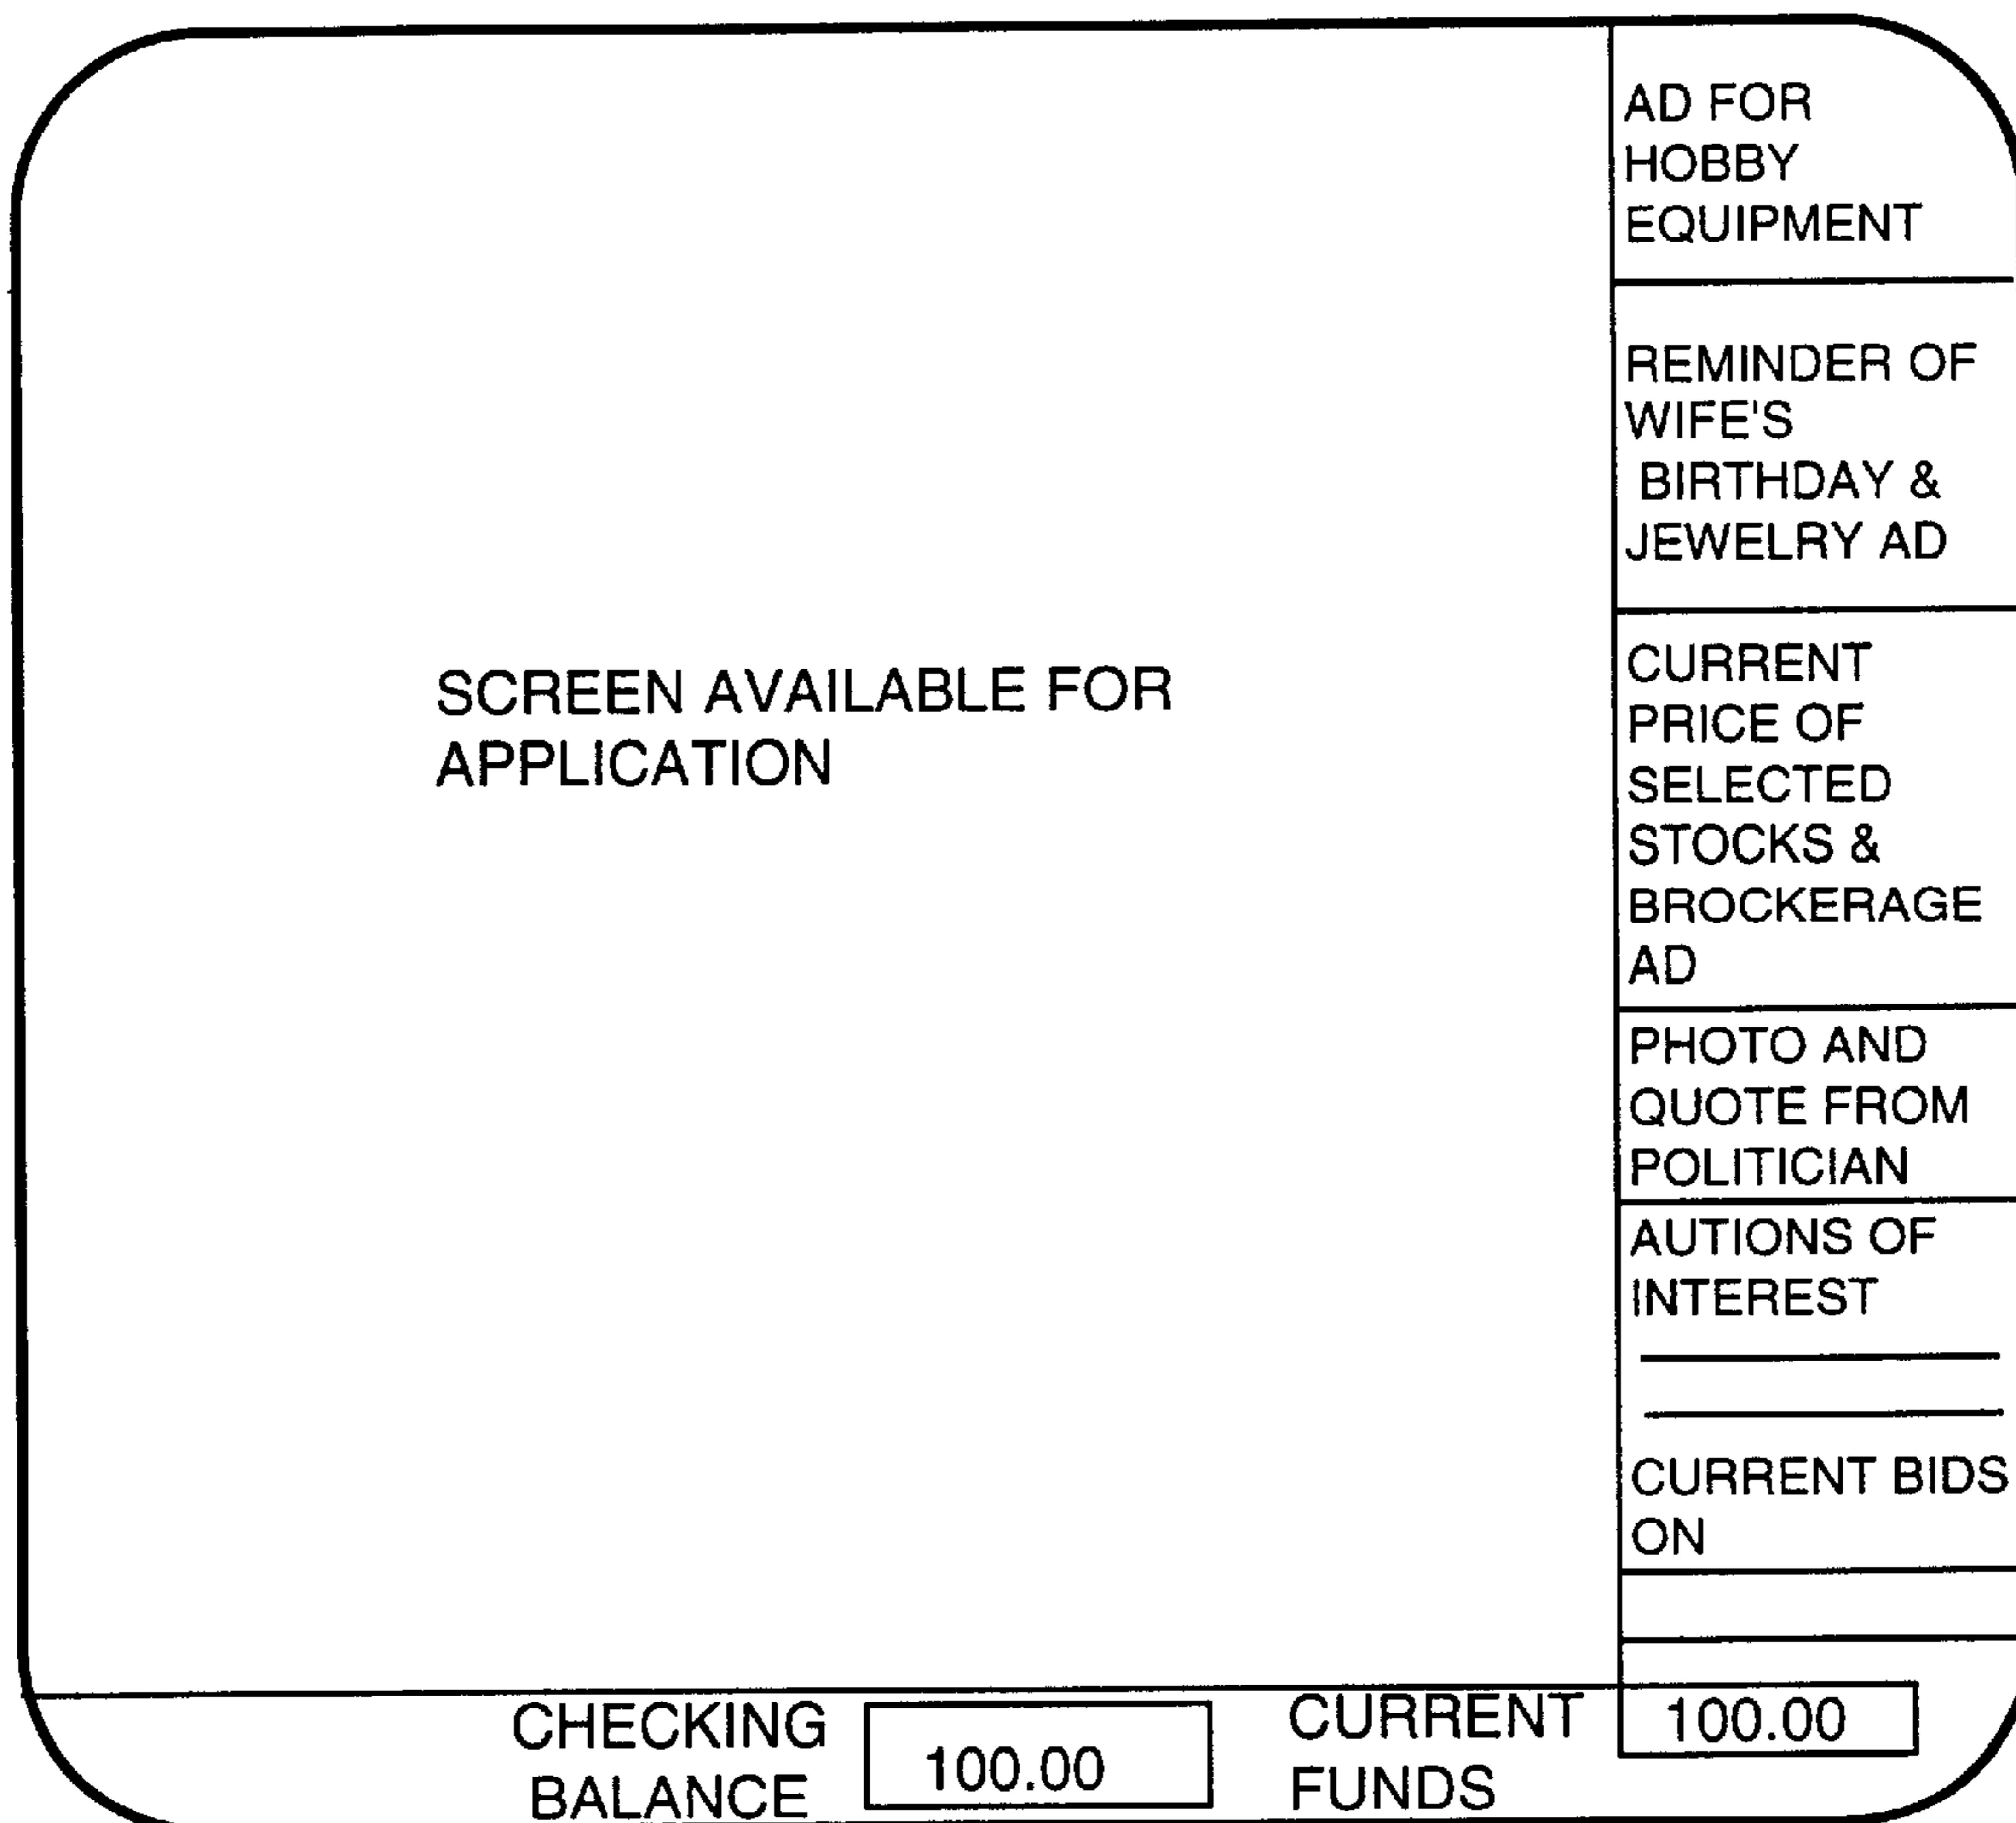 AD FOR
HOBBY
EQUIPMENT
REMINDER OF
WIFE'S
BIRTHDAY &
JEWELRY AD
SCREEN AVAILABLE FOR
APPLICATION
CURRENT
PRICE OF
SELECTED
STOCKS &
BROCKERAGE
AD
PHOTO AND
QUOTE FROM
POLITICIAN
AUTIONS OF
INTEREST
CURRENT BIDS
ON
CHECKING
BALANCE
100.00
CURRENT
FUNDS
100.00